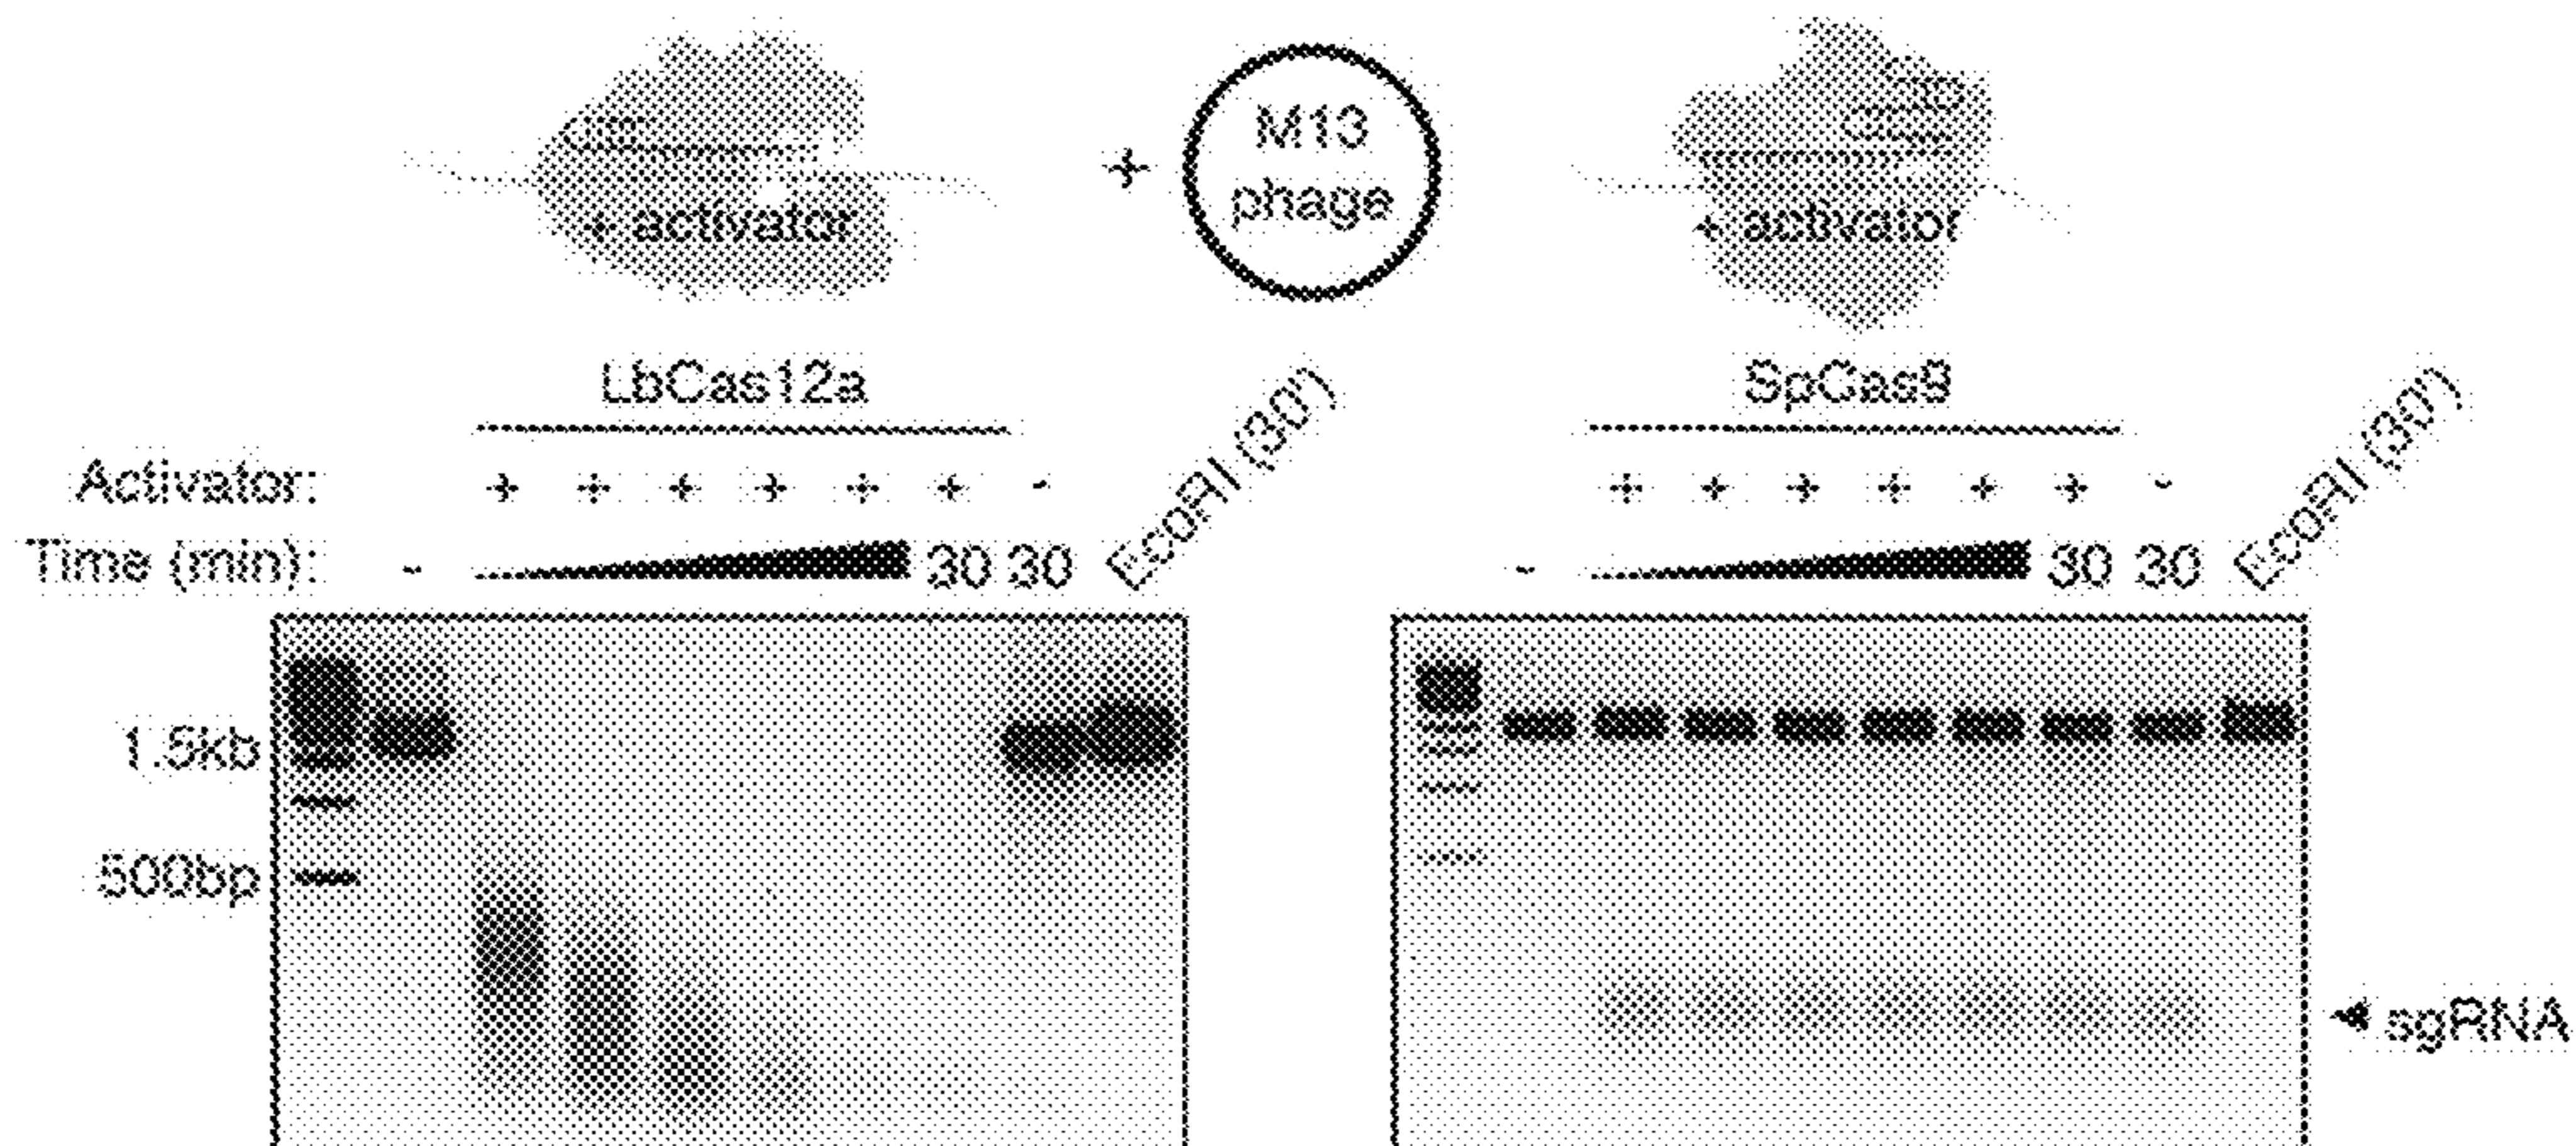 + activator
+
M13
phage
+ activator
LbCas12a
SpCas9
Activator: + + + + + + - EcoRI (30') + + + + + + - EcoRI (30')
Time (min): - 30 30 - 30 30
1.5kb
500bp
sgRNA